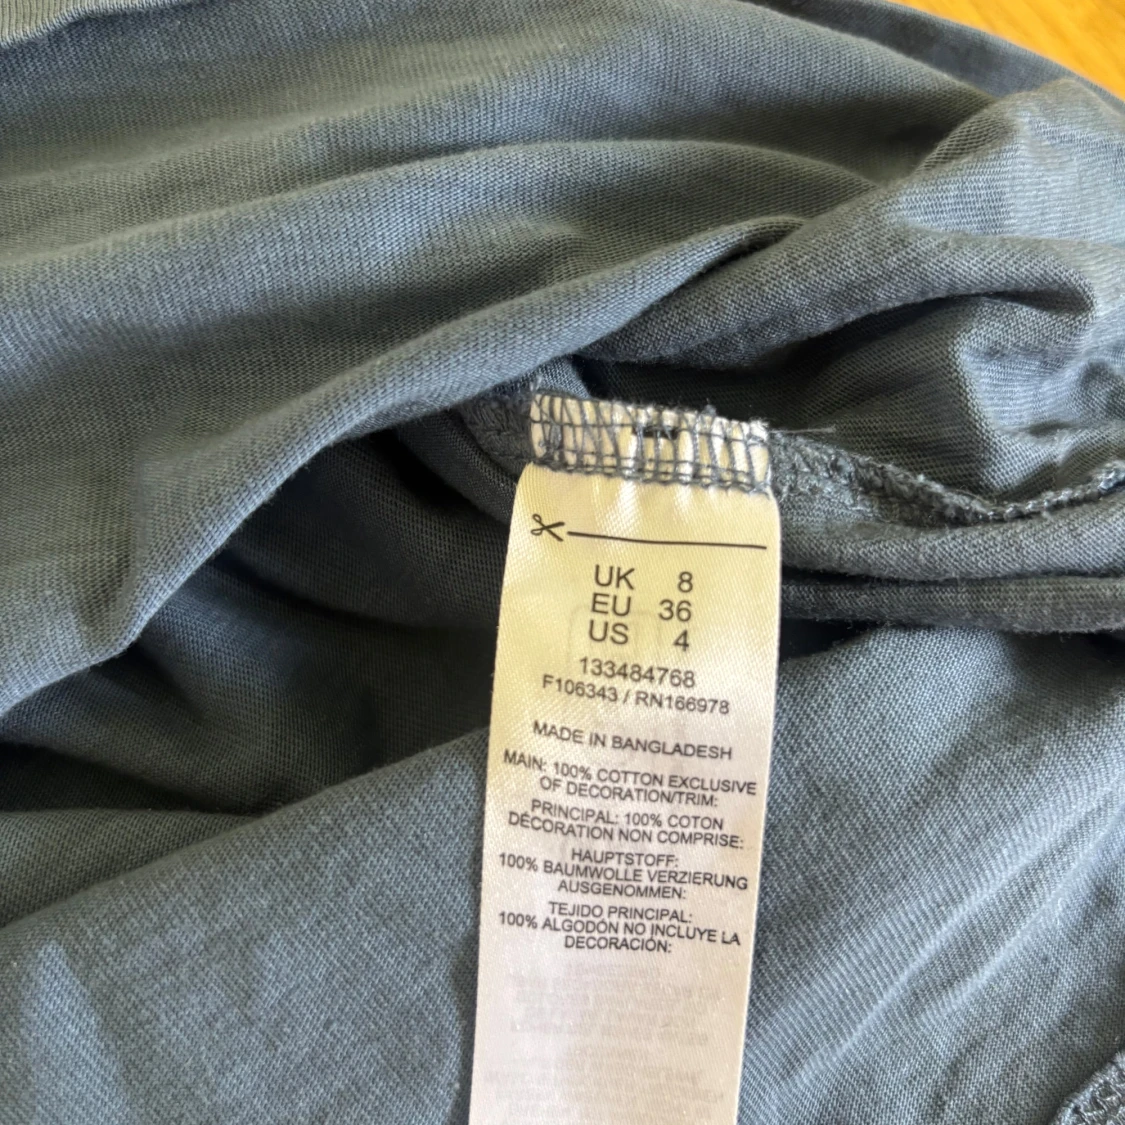 UK 8
EU 36
US 4
133484768
F106343 / RN166978
MADE IN BANGLADESH
MAIN: 100% COTTON EXCLUSIVE
OF DECORATION/TRIM:
PRINCIPAL: 100% COTON
DÉCORATION NON COMPRISE:
HAUPTSTOFF:
100% BAUMWOLLE VERZIERUNG
AUSGENOMMEN:
TEJIDO PRINCIPAL:
100% ALGODÓN NO INCLUYE LA
DECORACIÓN: